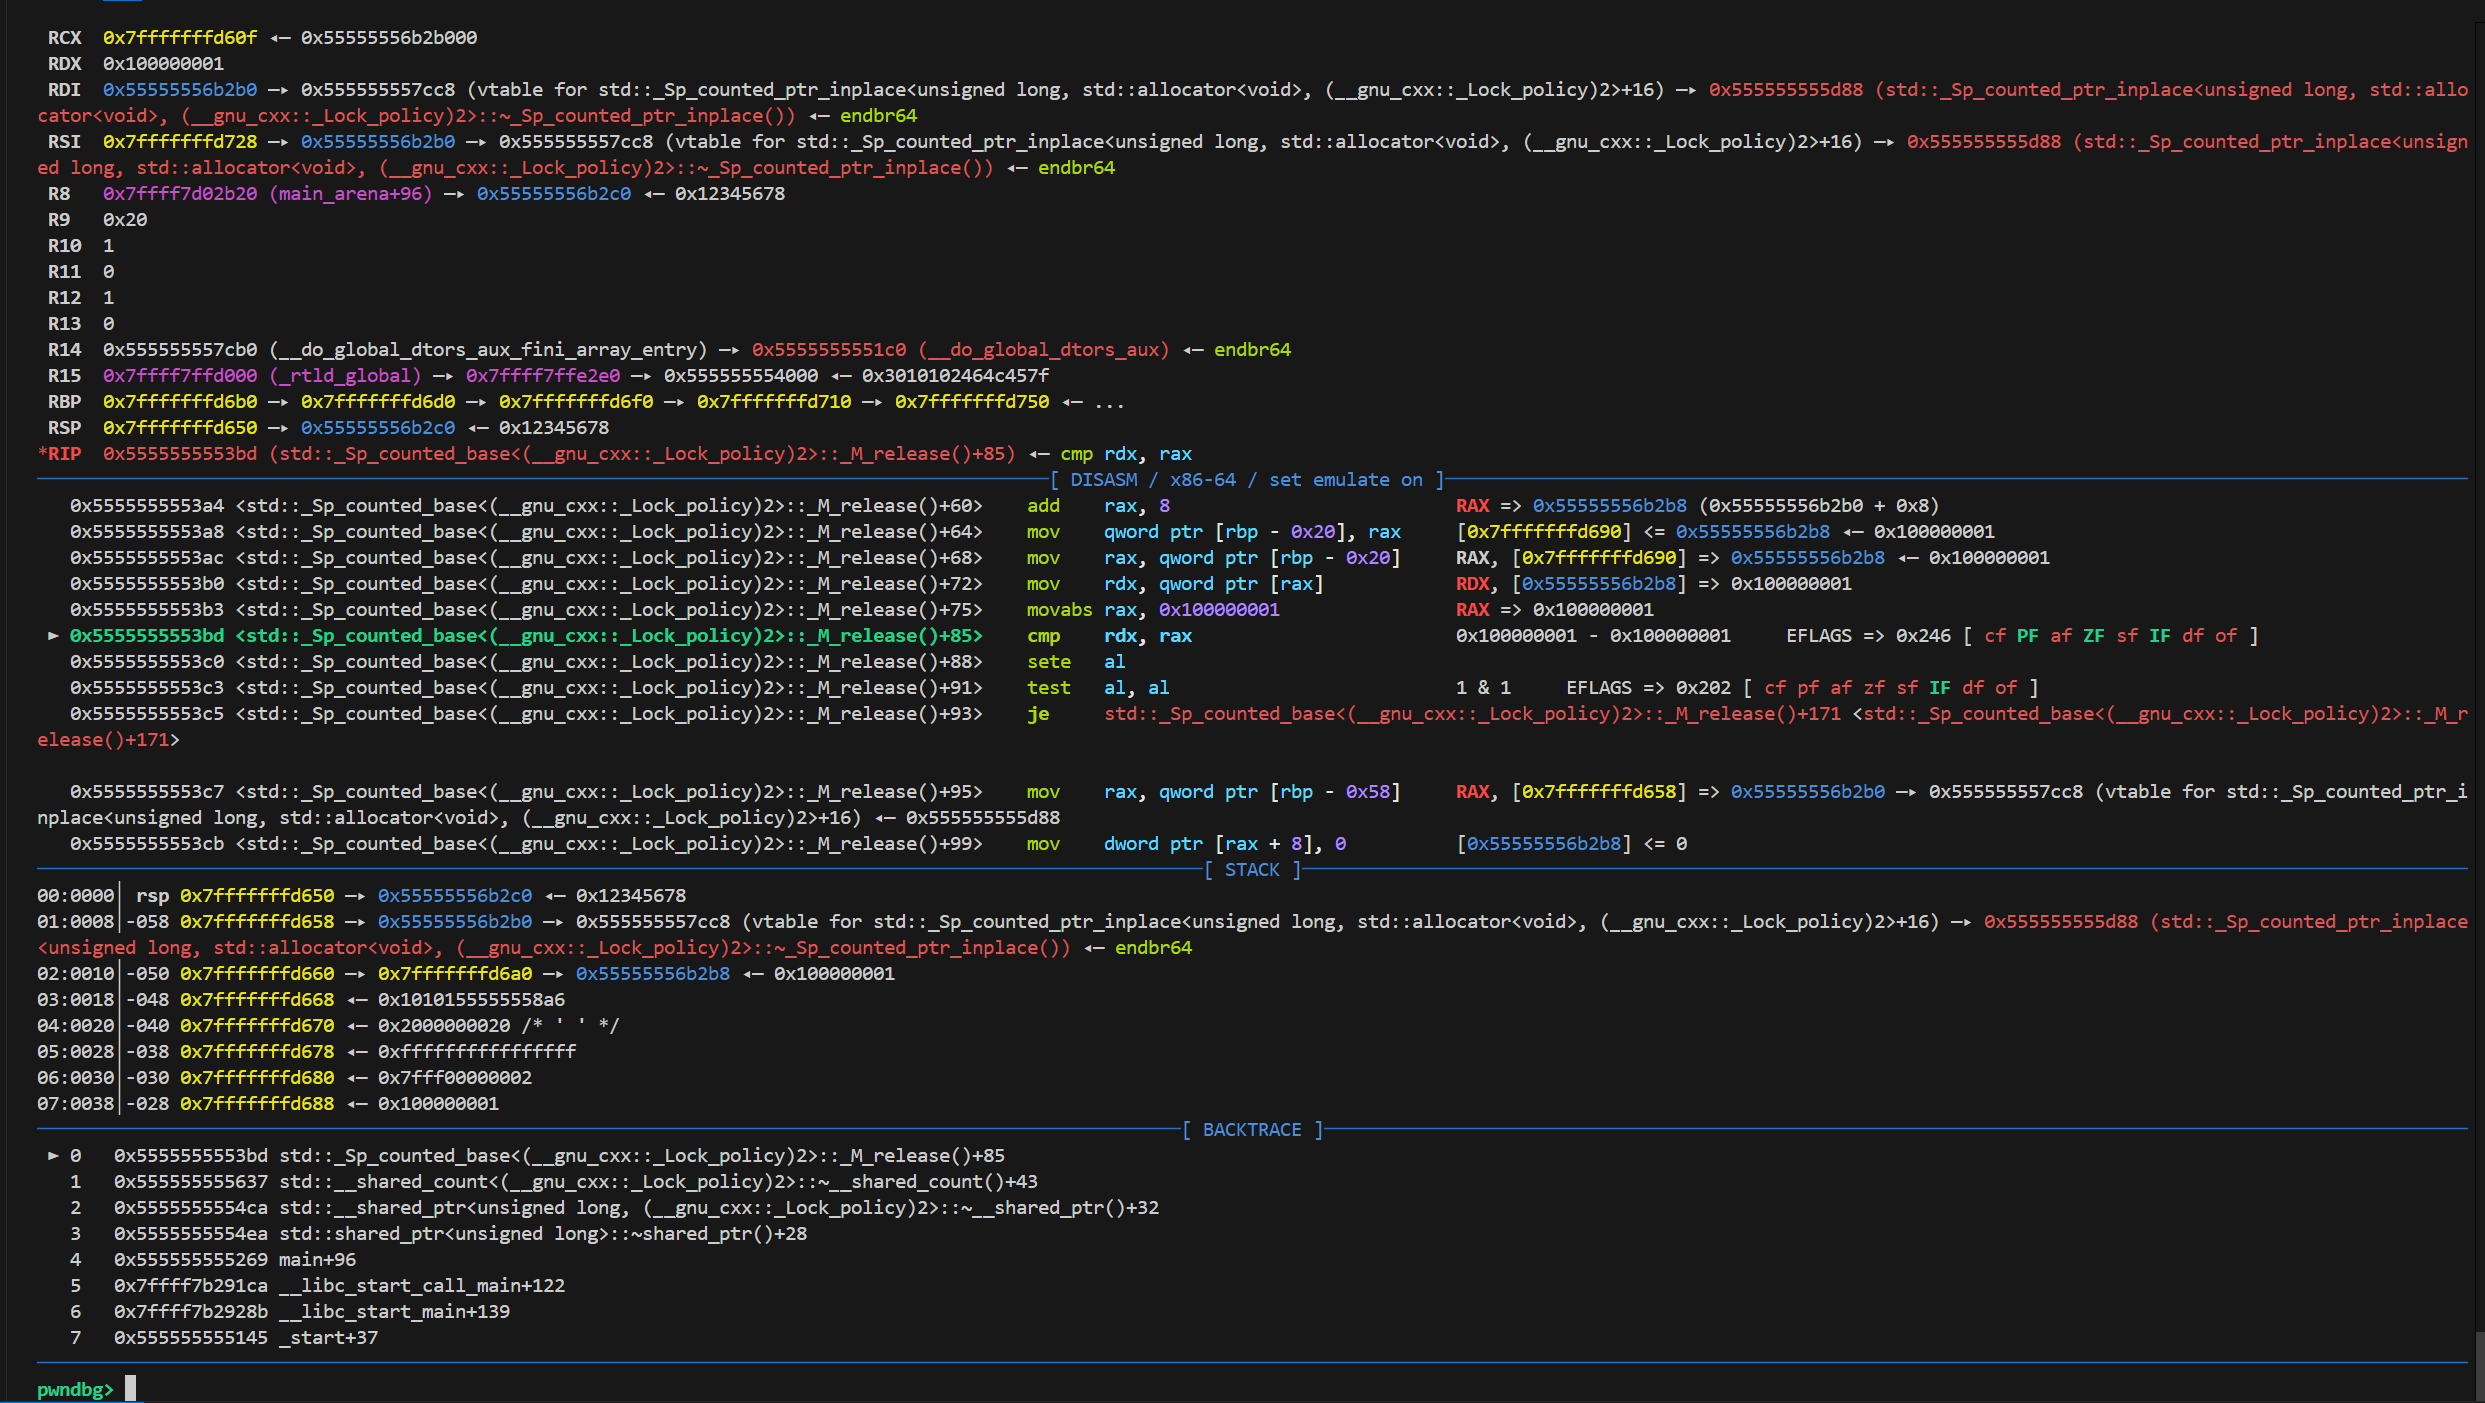 RCX  0x7fffffffd60f ◂— 0x55555556b2b000
RDX  0x100000001
RDI  0x55555556b2b0 —▸ 0x555555557cc8 (vtable for std::_Sp_counted_ptr_inplace<unsigned long, std::allocator<void>, (__gnu_cxx::_Lock_policy)2>+16) —▸ 0x555555555d88 (std::_Sp_counted_ptr_inplace<unsigned long, std::allo
cator<void>, (__gnu_cxx::_Lock_policy)2>::~_Sp_counted_ptr_inplace()) ◂— endbr64
RSI  0x7fffffffd728 —▸ 0x55555556b2b0 —▸ 0x555555557cc8 (vtable for std::_Sp_counted_ptr_inplace<unsigned long, std::allocator<void>, (__gnu_cxx::_Lock_policy)2>+16) —▸ 0x555555555d88 (std::_Sp_counted_ptr_inplace<unsign
ed long, std::allocator<void>, (__gnu_cxx::_Lock_policy)2>::~_Sp_counted_ptr_inplace()) ◂— endbr64
R8   0x7ffff7d02b20 (main_arena+96) —▸ 0x55555556b2c0 ◂— 0x12345678
R9   0x20
R10  1
R11  0
R12  1
R13  0
R14  0x555555557cb0 (__do_global_dtors_aux_fini_array_entry) —▸ 0x5555555551c0 (__do_global_dtors_aux) ◂— endbr64
R15  0x7ffff7ffd000 (_rtld_global) —▸ 0x7ffff7ffe2e0 —▸ 0x555555554000 ◂— 0x3010102464c457f
RBP  0x7fffffffd6b0 —▸ 0x7fffffffd6d0 —▸ 0x7fffffffd6f0 —▸ 0x7fffffffd710 —▸ 0x7fffffffd750 ◂— ...
RSP  0x7fffffffd650 —▸ 0x55555556b2c0 ◂— 0x12345678
*RIP  0x5555555553bd (std::_Sp_counted_base<(__gnu_cxx::_Lock_policy)2>::_M_release()+85) ◂— cmp rdx, rax
[ DISASM / x86-64 / set emulate on ]
0x5555555553a4 <std::_Sp_counted_base<(__gnu_cxx::_Lock_policy)2>::_M_release()+60>    add    rax, 8                          RAX => 0x55555556b2b8 (0x55555556b2b0 + 0x8)
0x5555555553a8 <std::_Sp_counted_base<(__gnu_cxx::_Lock_policy)2>::_M_release()+64>    mov    qword ptr [rbp - 0x20], rax     [0x7fffffffd690] <= 0x55555556b2b8 ◂— 0x100000001
0x5555555553ac <std::_Sp_counted_base<(__gnu_cxx::_Lock_policy)2>::_M_release()+68>    mov    rax, qword ptr [rbp - 0x20]     RAX, [0x7fffffffd690] => 0x55555556b2b8 ◂— 0x100000001
0x5555555553b0 <std::_Sp_counted_base<(__gnu_cxx::_Lock_policy)2>::_M_release()+72>    mov    rdx, qword ptr [rax]            RDX, [0x55555556b2b8] => 0x100000001
0x5555555553b3 <std::_Sp_counted_base<(__gnu_cxx::_Lock_policy)2>::_M_release()+75>    movabs rax, 0x100000001                RAX => 0x100000001
► 0x5555555553bd <std::_Sp_counted_base<(__gnu_cxx::_Lock_policy)2>::_M_release()+85>    cmp    rdx, rax                        0x100000001 - 0x100000001     EFLAGS => 0x246 [ cf PF af ZF sf IF df of ]
0x5555555553c0 <std::_Sp_counted_base<(__gnu_cxx::_Lock_policy)2>::_M_release()+88>    sete   al
0x5555555553c3 <std::_Sp_counted_base<(__gnu_cxx::_Lock_policy)2>::_M_release()+91>    test   al, al                          1 & 1     EFLAGS => 0x202 [ cf pf af zf sf IF df of ]
0x5555555553c5 <std::_Sp_counted_base<(__gnu_cxx::_Lock_policy)2>::_M_release()+93>    je     std::_Sp_counted_base<(__gnu_cxx::_Lock_policy)2>::_M_release()+171 <std::_Sp_counted_base<(__gnu_cxx::_Lock_policy)2>::_M_r
elease()+171>
0x5555555553c7 <std::_Sp_counted_base<(__gnu_cxx::_Lock_policy)2>::_M_release()+95>    mov    rax, qword ptr [rbp - 0x58]     RAX, [0x7fffffffd658] => 0x55555556b2b0 —▸ 0x555555557cc8 (vtable for std::_Sp_counted_ptr_i
nplace<unsigned long, std::allocator<void>, (__gnu_cxx::_Lock_policy)2>+16) ◂— 0x555555555d88
0x5555555553cb <std::_Sp_counted_base<(__gnu_cxx::_Lock_policy)2>::_M_release()+99>    mov    dword ptr [rax + 8], 0          [0x55555556b2b8] <= 0
[ STACK ]
00:0000│ rsp 0x7fffffffd650 —▸ 0x55555556b2c0 ◂— 0x12345678
01:0008│-058 0x7fffffffd658 —▸ 0x55555556b2b0 —▸ 0x555555557cc8 (vtable for std::_Sp_counted_ptr_inplace<unsigned long, std::allocator<void>, (__gnu_cxx::_Lock_policy)2>+16) —▸ 0x555555555d88 (std::_Sp_counted_ptr_inplace
<unsigned long, std::allocator<void>, (__gnu_cxx::_Lock_policy)2>::~_Sp_counted_ptr_inplace()) ◂— endbr64
02:0010│-050 0x7fffffffd660 —▸ 0x7fffffffd6a0 —▸ 0x55555556b2b8 ◂— 0x100000001
03:0018│-048 0x7fffffffd668 ◂— 0x1010155555558a6
04:0020│-040 0x7fffffffd670 ◂— 0x2000000020 /* ' ' */
05:0028│-038 0x7fffffffd678 ◂— 0xffffffffffffffff
06:0030│-030 0x7fffffffd680 ◂— 0x7fff00000002
07:0038│-028 0x7fffffffd688 ◂— 0x100000001
[ BACKTRACE ]
► 0   0x5555555553bd std::_Sp_counted_base<(__gnu_cxx::_Lock_policy)2>::_M_release()+85
1   0x555555555637 std::__shared_count<(__gnu_cxx::_Lock_policy)2>::~__shared_count()+43
2   0x5555555554ca std::__shared_ptr<unsigned long, (__gnu_cxx::_Lock_policy)2>::~__shared_ptr()+32
3   0x5555555554ea std::shared_ptr<unsigned long>::~shared_ptr()+28
4   0x555555555269 main+96
5   0x7ffff7b291ca __libc_start_call_main+122
6   0x7ffff7b2928b __libc_start_main+139
7   0x555555555145 _start+37
pwndbg>